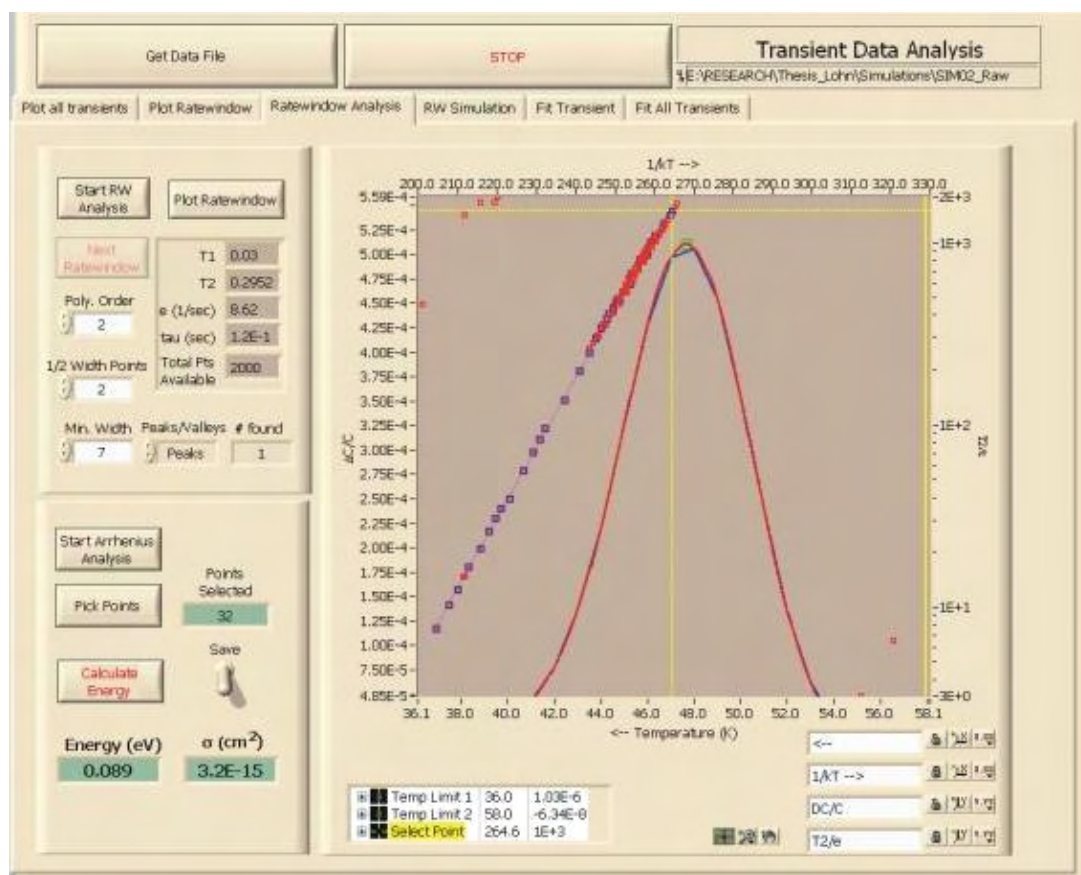 Get Data File
STOP
Transient Data Analysis
E:\RESEARCH\Thesis_Lohn\Simulations\SIM02_Raw
Plot all transients
Plot Ratewindow
Ratewindow Analysis
RW Simulation
Fit Transient
Fit All Transients
Start RW
Analysis
Plot Ratewindow
Next
Ratewindow
T1 0.03
T2 0.2952
Poly. Order
2
e (1/sec) 8.62
tau (sec) 1.2E-1
1/2 Width Points
2
Total Pts
Available
2000
Min. Width
7
Peaks/Valleys
Peaks
# found
1
Start Arrhenius
Analysis
Pick Points
Points
Selected
32
Save
Calculate
Energy
Energy (eV)
0.089
σ (cm²)
3.2E-15
1/kT -->
200.0 210.0 220.0 230.0 240.0 250.0 260.0 270.0 280.0 290.0 300.0 310.0 320.0 330.0
5.59E-4
5.25E-4
5.00E-4
4.75E-4
4.50E-4
4.25E-4
4.00E-4
3.75E-4
3.50E-4
3.25E-4
3.00E-4
2.75E-4
2.50E-4
2.25E-4
2.00E-4
1.75E-4
1.50E-4
1.25E-4
1.00E-4
7.50E-5
4.85E-5
ΔC/C
2E+3
1E+3
1E+2
1E+1
3E+0
36.1 38.0 40.0 42.0 44.0 46.0 48.0 50.0 52.0 54.0 56.0 58.1
<-- Temperature (K)
Temp Limit 1 36.0 1.03E-6
Temp Limit 2 58.0 -6.34E-8
Select Point 264.6 1E+3
<--
1/kT -->
DC/C
T2/e